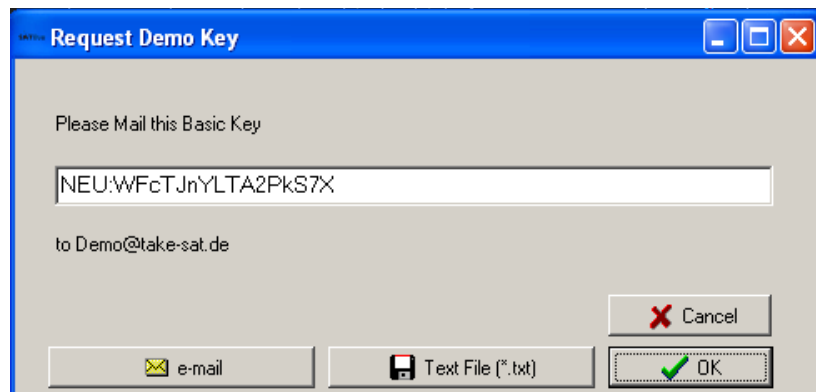 Request Demo Key
Please Mail this Basic Key
NEU:WFcTJnYLTA2PkS7X
to Demo@take-sat.de
Cancel
e-mail
Text File (*.txt)
OK